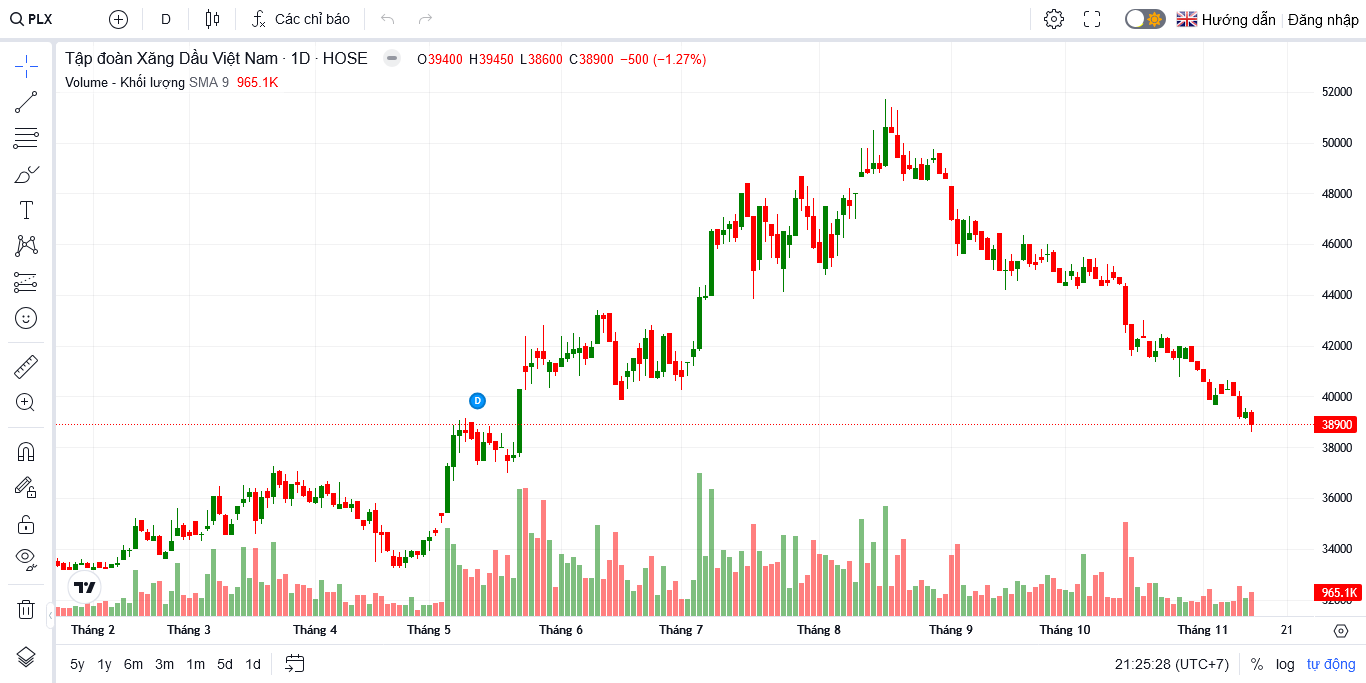 PLX D Các chỉ báo Hướng dẫn Đăng nhập
Tập đoàn Xăng Dầu Việt Nam · 1D · HOSE O39400 H39450 L38600 C38900 −500 (−1.27%)
Volume - Khối lượng SMA 9 965.1K
52000
50000
48000
46000
44000
42000
40000
D
38900
38000
36000
34000
965.1K
Tháng 2 Tháng 3 Tháng 4 Tháng 5 Tháng 6 Tháng 7 Tháng 8 Tháng 9 Tháng 10 Tháng 11 21
5y 1y 6m 3m 1m 5d 1d 21:25:28 (UTC+7) % log tự động